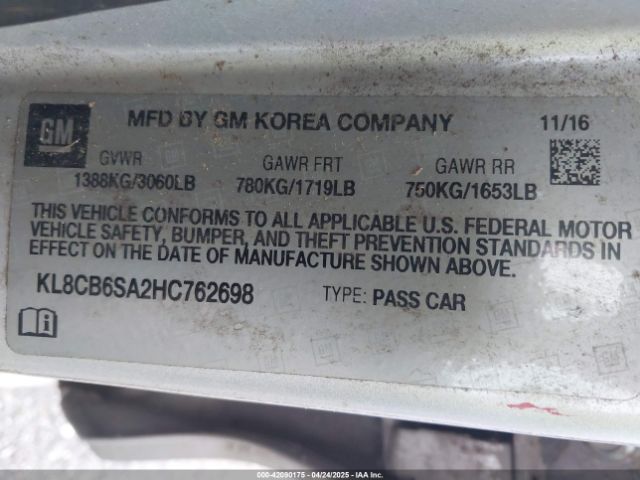 GM
MFD BY GM KOREA COMPANY 11/16
GVWR GAWR FRT GAWR RR
1388KG/3060LB 780KG/1719LB 750KG/1653LB
THIS VEHICLE CONFORMS TO ALL APPLICABLE U.S. FEDERAL MOTOR
VEHICLE SAFETY, BUMPER, AND THEFT PREVENTION STANDARDS IN
EFFECT ON THE DATE OF MANUFACTURE SHOWN ABOVE.
KL8CB6SA2HC762698 TYPE: PASS CAR
000-42090175 - 04/24/2025 - IAAI.COM